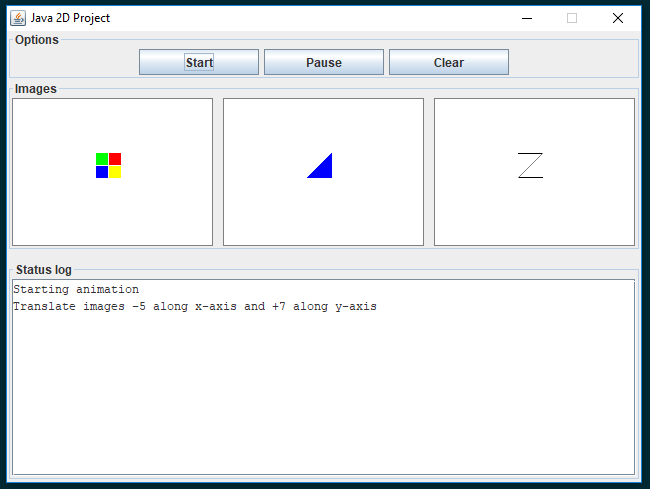 Java 2D Project
Options
Start Pause Clear
Images
Status log
Starting animation
Translate images -5 along x-axis and +7 along y-axis